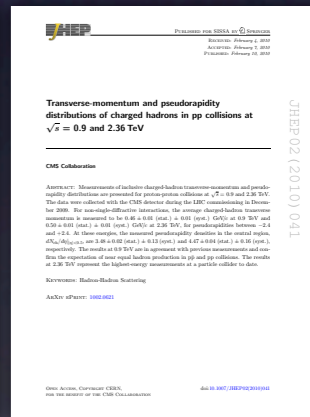 JHEP
Published for SISSA by Springer
Received: February 4, 2010
Accepted: February 7, 2010
Published: February 10, 2010
Transverse-momentum and pseudorapidity
distributions of charged hadrons in pp collisions at
√s = 0.9 and 2.36 TeV
CMS Collaboration
Abstract: Measurements of inclusive charged-hadron transverse-momentum and pseudo-
rapidity distributions are presented for proton-proton collisions at √s = 0.9 and 2.36 TeV.
The data were collected with the CMS detector during the LHC commissioning in Decem-
ber 2009. For non-single-diffractive interactions, the average charged-hadron transverse
momentum is measured to be 0.46 ± 0.01 (stat.) ± 0.01 (syst.) GeV/c at 0.9 TeV and
0.50 ± 0.01 (stat.) ± 0.01 (syst.) GeV/c at 2.36 TeV, for pseudorapidities between −2.4
and +2.4. At these energies, the measured pseudorapidity densities in the central region,
dNch/dη||η|<0.5, are 3.48 ± 0.02 (stat.) ± 0.13 (syst.) and 4.47 ± 0.04 (stat.) ± 0.16 (syst.),
respectively. The results at 0.9 TeV are in agreement with previous measurements and con-
firm the expectation of near equal hadron production in pp̄ and pp collisions. The results
at 2.36 TeV represent the highest-energy measurements at a particle collider to date.
Keywords: Hadron-Hadron Scattering
ArXiv ePrint: 1002.0621
Open Access, Copyright CERN,
for the benefit of the CMS Collaboration
doi:10.1007/JHEP02(2010)041
JHEP02(2010)041